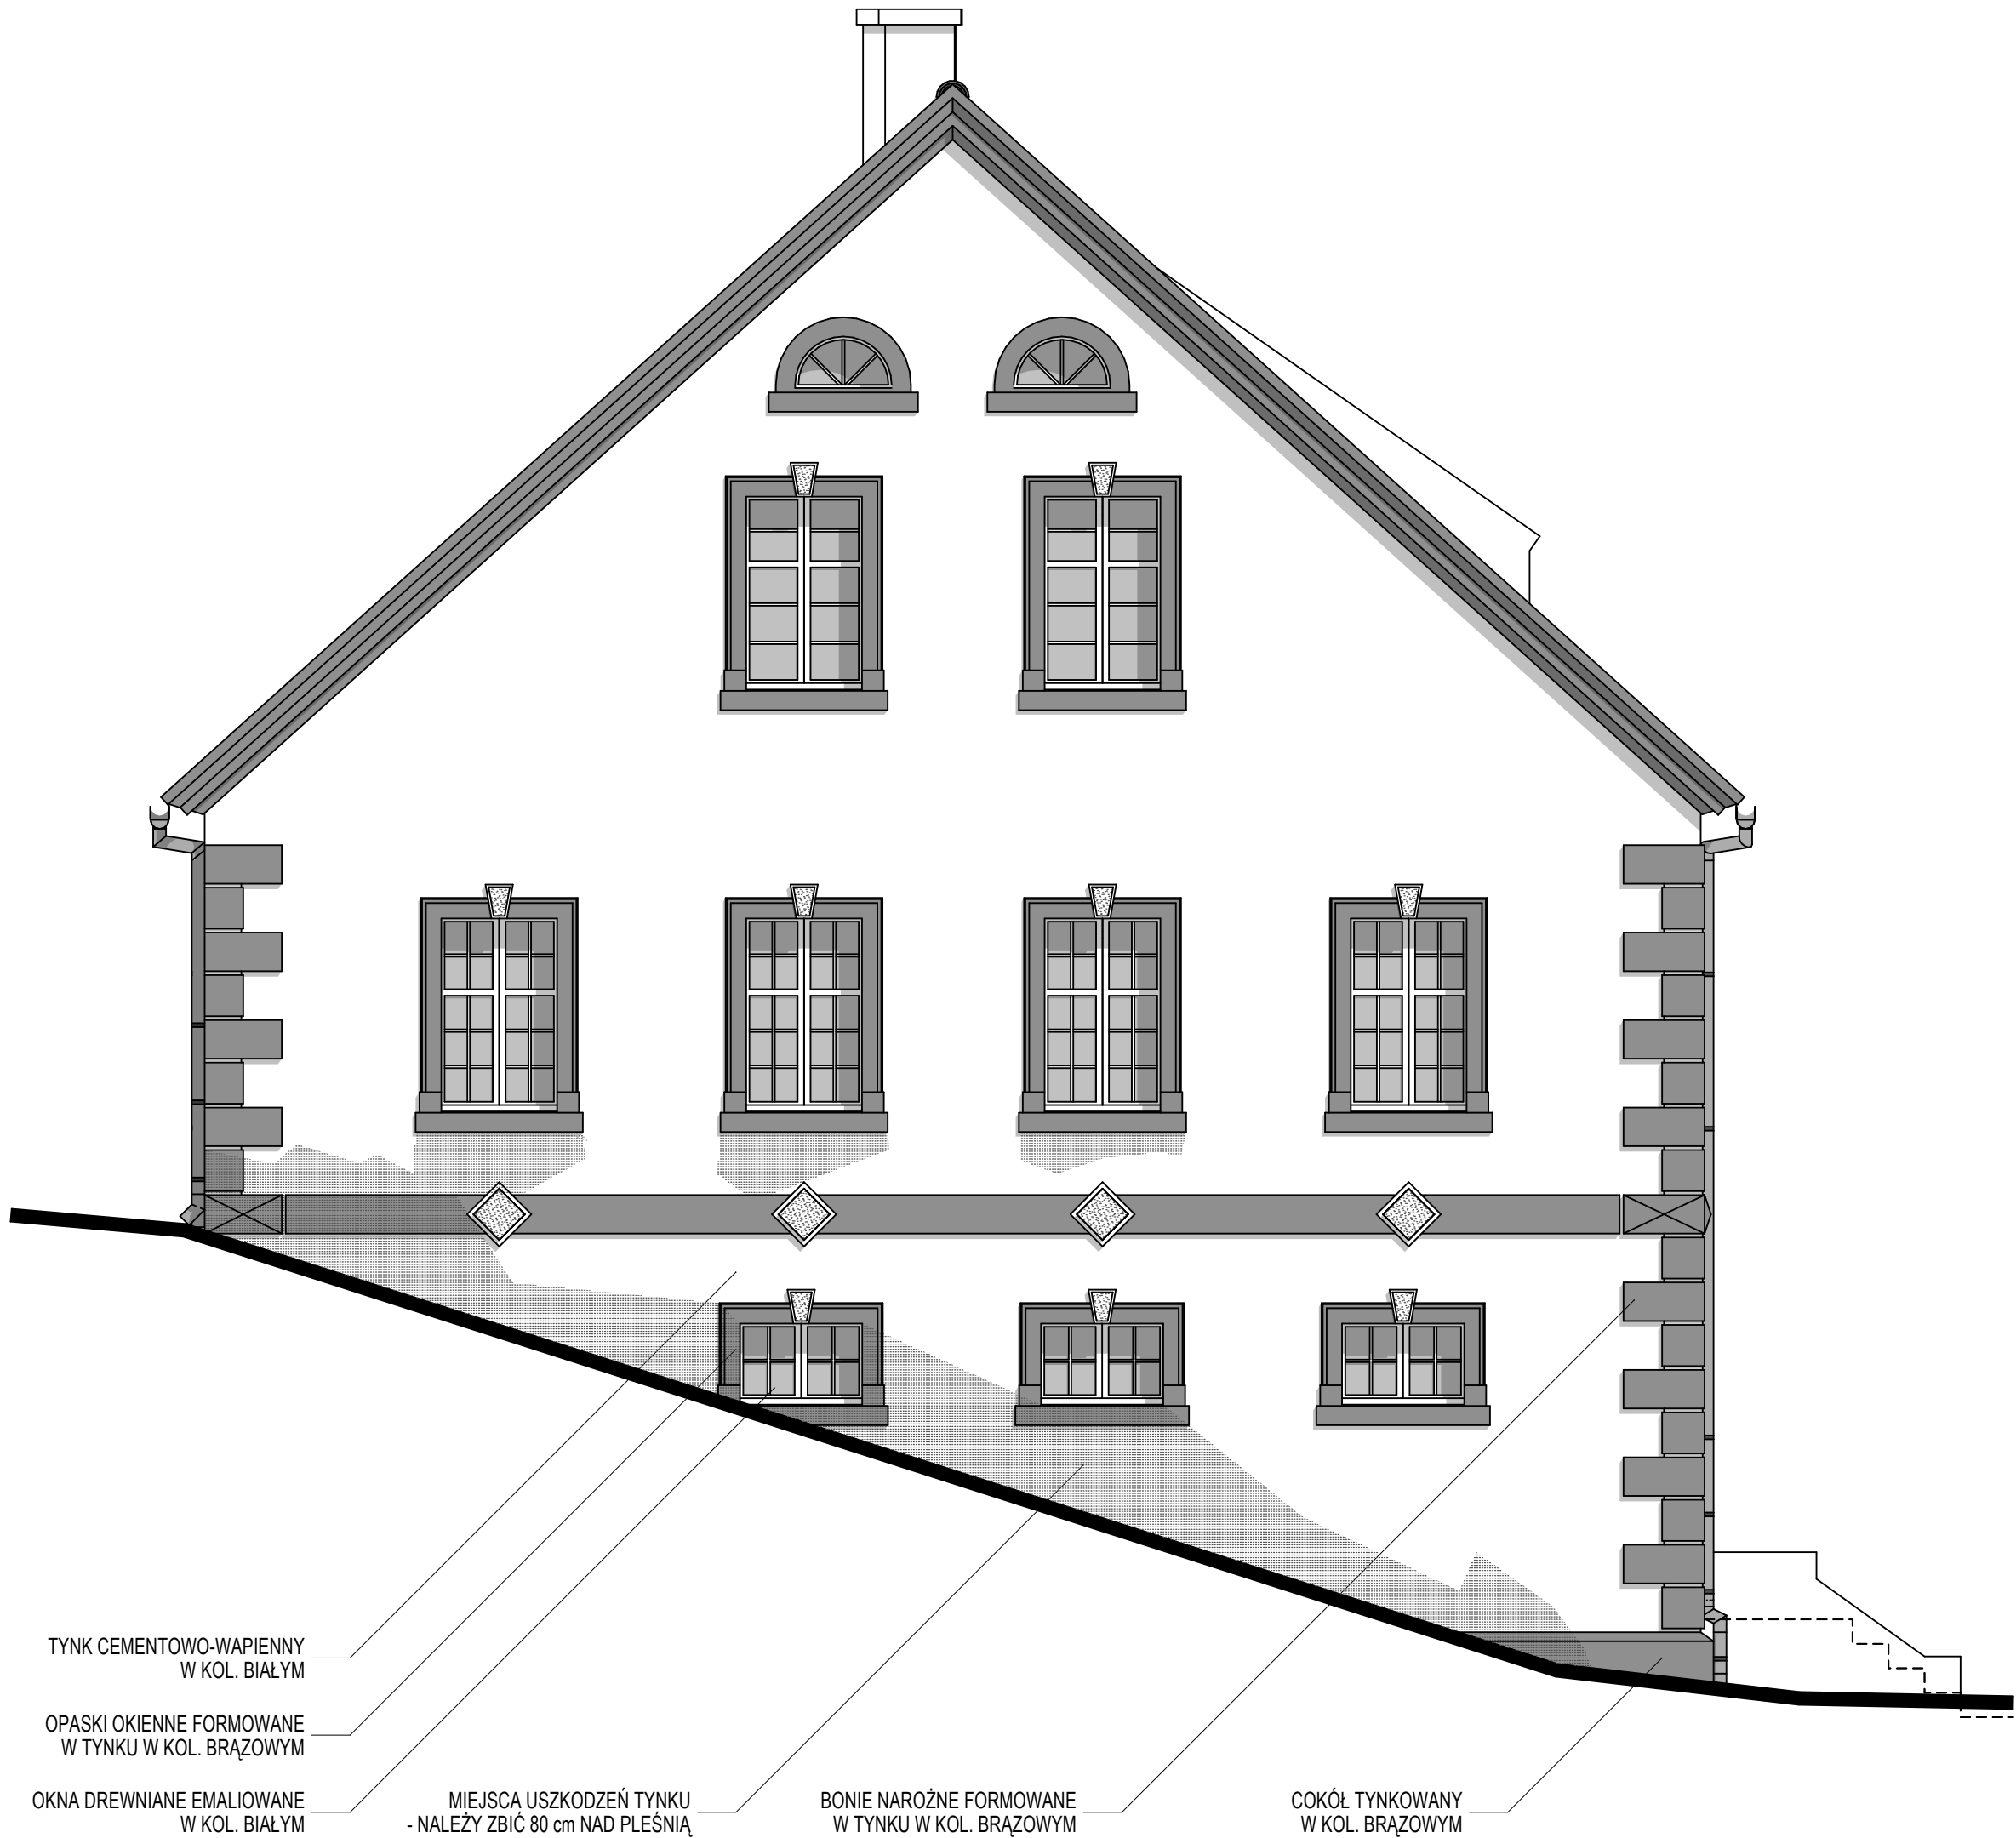 TYNK CEMENTOWO-WAPIENNY
W KOL. BIAŁYM
OPASKI OKIENNE FORMOWANE
W TYNKU W KOL. BRĄZOWYM
OKNA DREWNIANE EMALIOWANE
W KOL. BIAŁYM
MIEJSCA USZKODZEŃ TYNKU
- NALEŻY ZBIĆ 80 cm NAD PLEŚNIĄ
BONIE NAROŻNE FORMOWANE
W TYNKU W KOL. BRĄZOWYM
COKÓŁ TYNKOWANY
W KOL. BRĄZOWYM